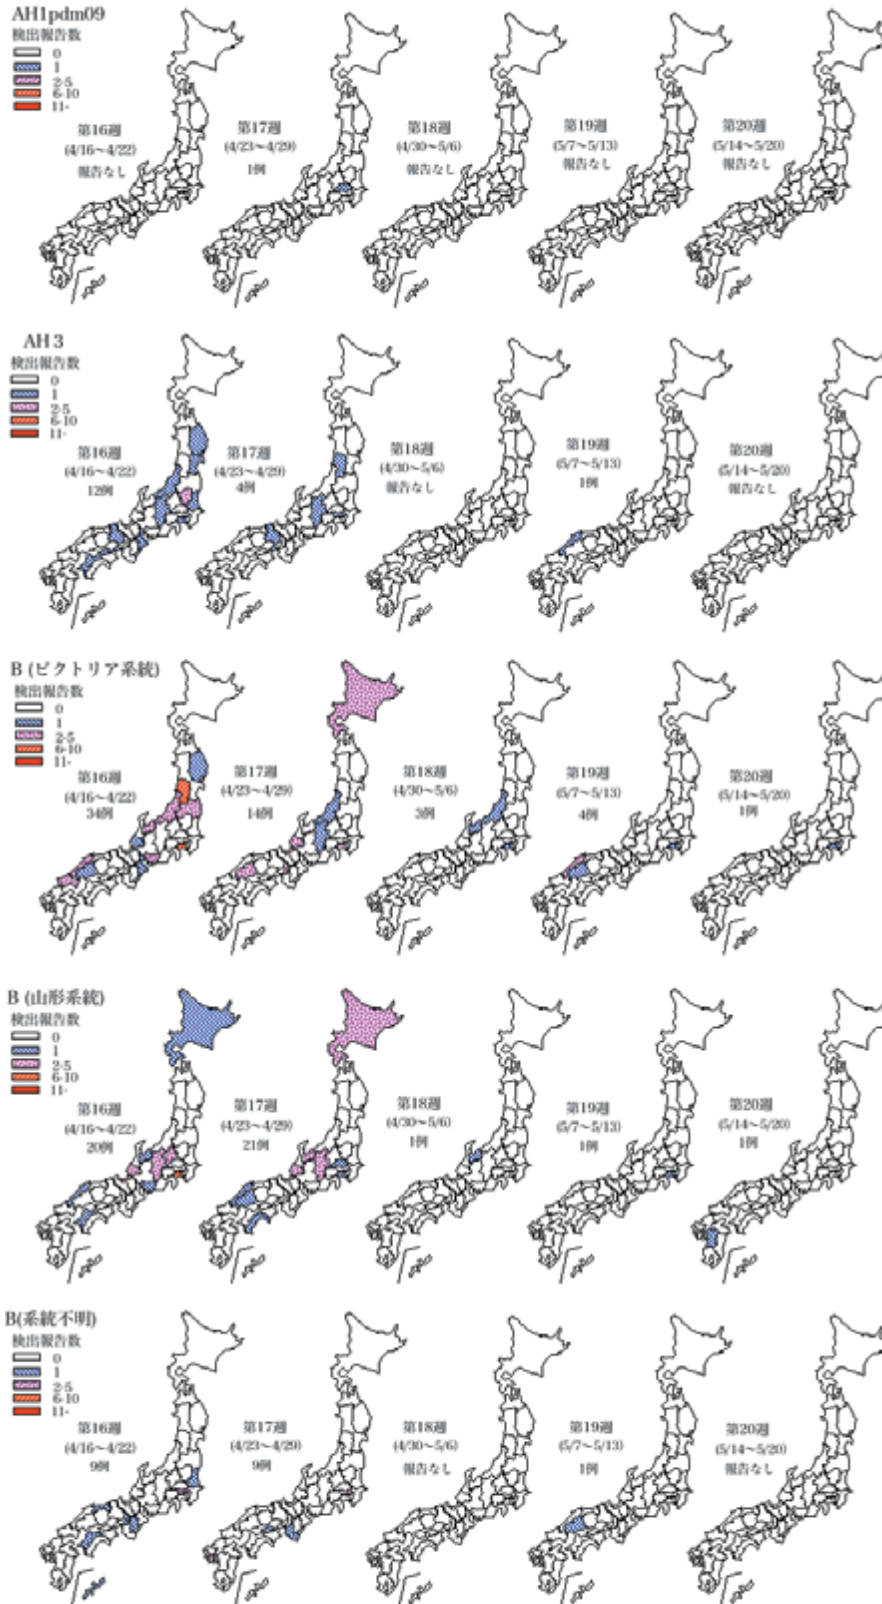 AH1pdm09
検出報告数
0
1
2-5
6-10
11-
第16週
(4/16～4/22)
報告なし
第17週
(4/23～4/29)
1例
第18週
(4/30～5/6)
報告なし
第19週
(5/7～5/13)
報告なし
第20週
(5/14～5/20)
報告なし
AH3
検出報告数
0
1
2-5
6-10
11-
第16週
(4/16～4/22)
12例
第17週
(4/23～4/29)
4例
第18週
(4/30～5/6)
報告なし
第19週
(5/7～5/13)
1例
第20週
(5/14～5/20)
報告なし
B (ビクトリア系統)
検出報告数
0
1
2-5
6-10
11-
第16週
(4/16～4/22)
34例
第17週
(4/23～4/29)
14例
第18週
(4/30～5/6)
3例
第19週
(5/7～5/13)
4例
第20週
(5/14～5/20)
1例
B (山形系統)
検出報告数
0
1
2-5
6-10
11-
第16週
(4/16～4/22)
20例
第17週
(4/23～4/29)
21例
第18週
(4/30～5/6)
1例
第19週
(5/7～5/13)
1例
第20週
(5/14～5/20)
1例
B(系統不明)
検出報告数
0
1
2-5
6-10
11-
第16週
(4/16～4/22)
9例
第17週
(4/23～4/29)
9例
第18週
(4/30～5/6)
報告なし
第19週
(5/7～5/13)
1例
第20週
(5/14～5/20)
報告なし